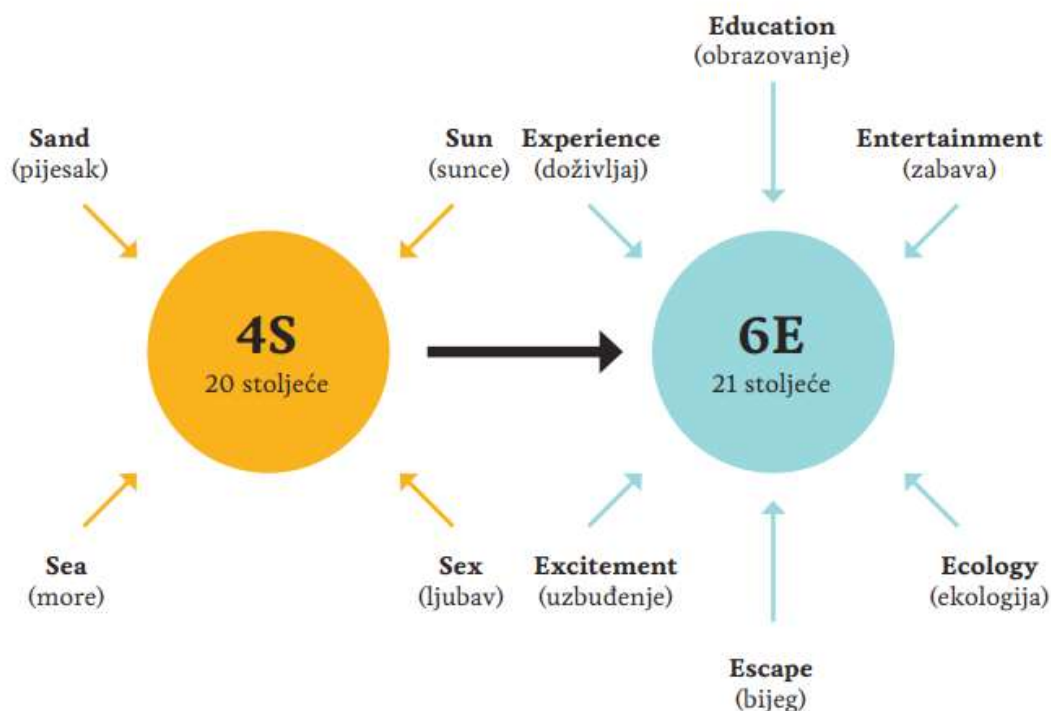 Education
(obrazovanje)
Sand
(pijesak)
Sun
(sunce)
Experience
(doživljaj)
Entertainment
(zabava)
4S
20 stoljeće
6E
21 stoljeće
Sea
(more)
Sex
(ljubav)
Excitement
(uzbuđenje)
Ecology
(ekologija)
Escape
(bijeg)